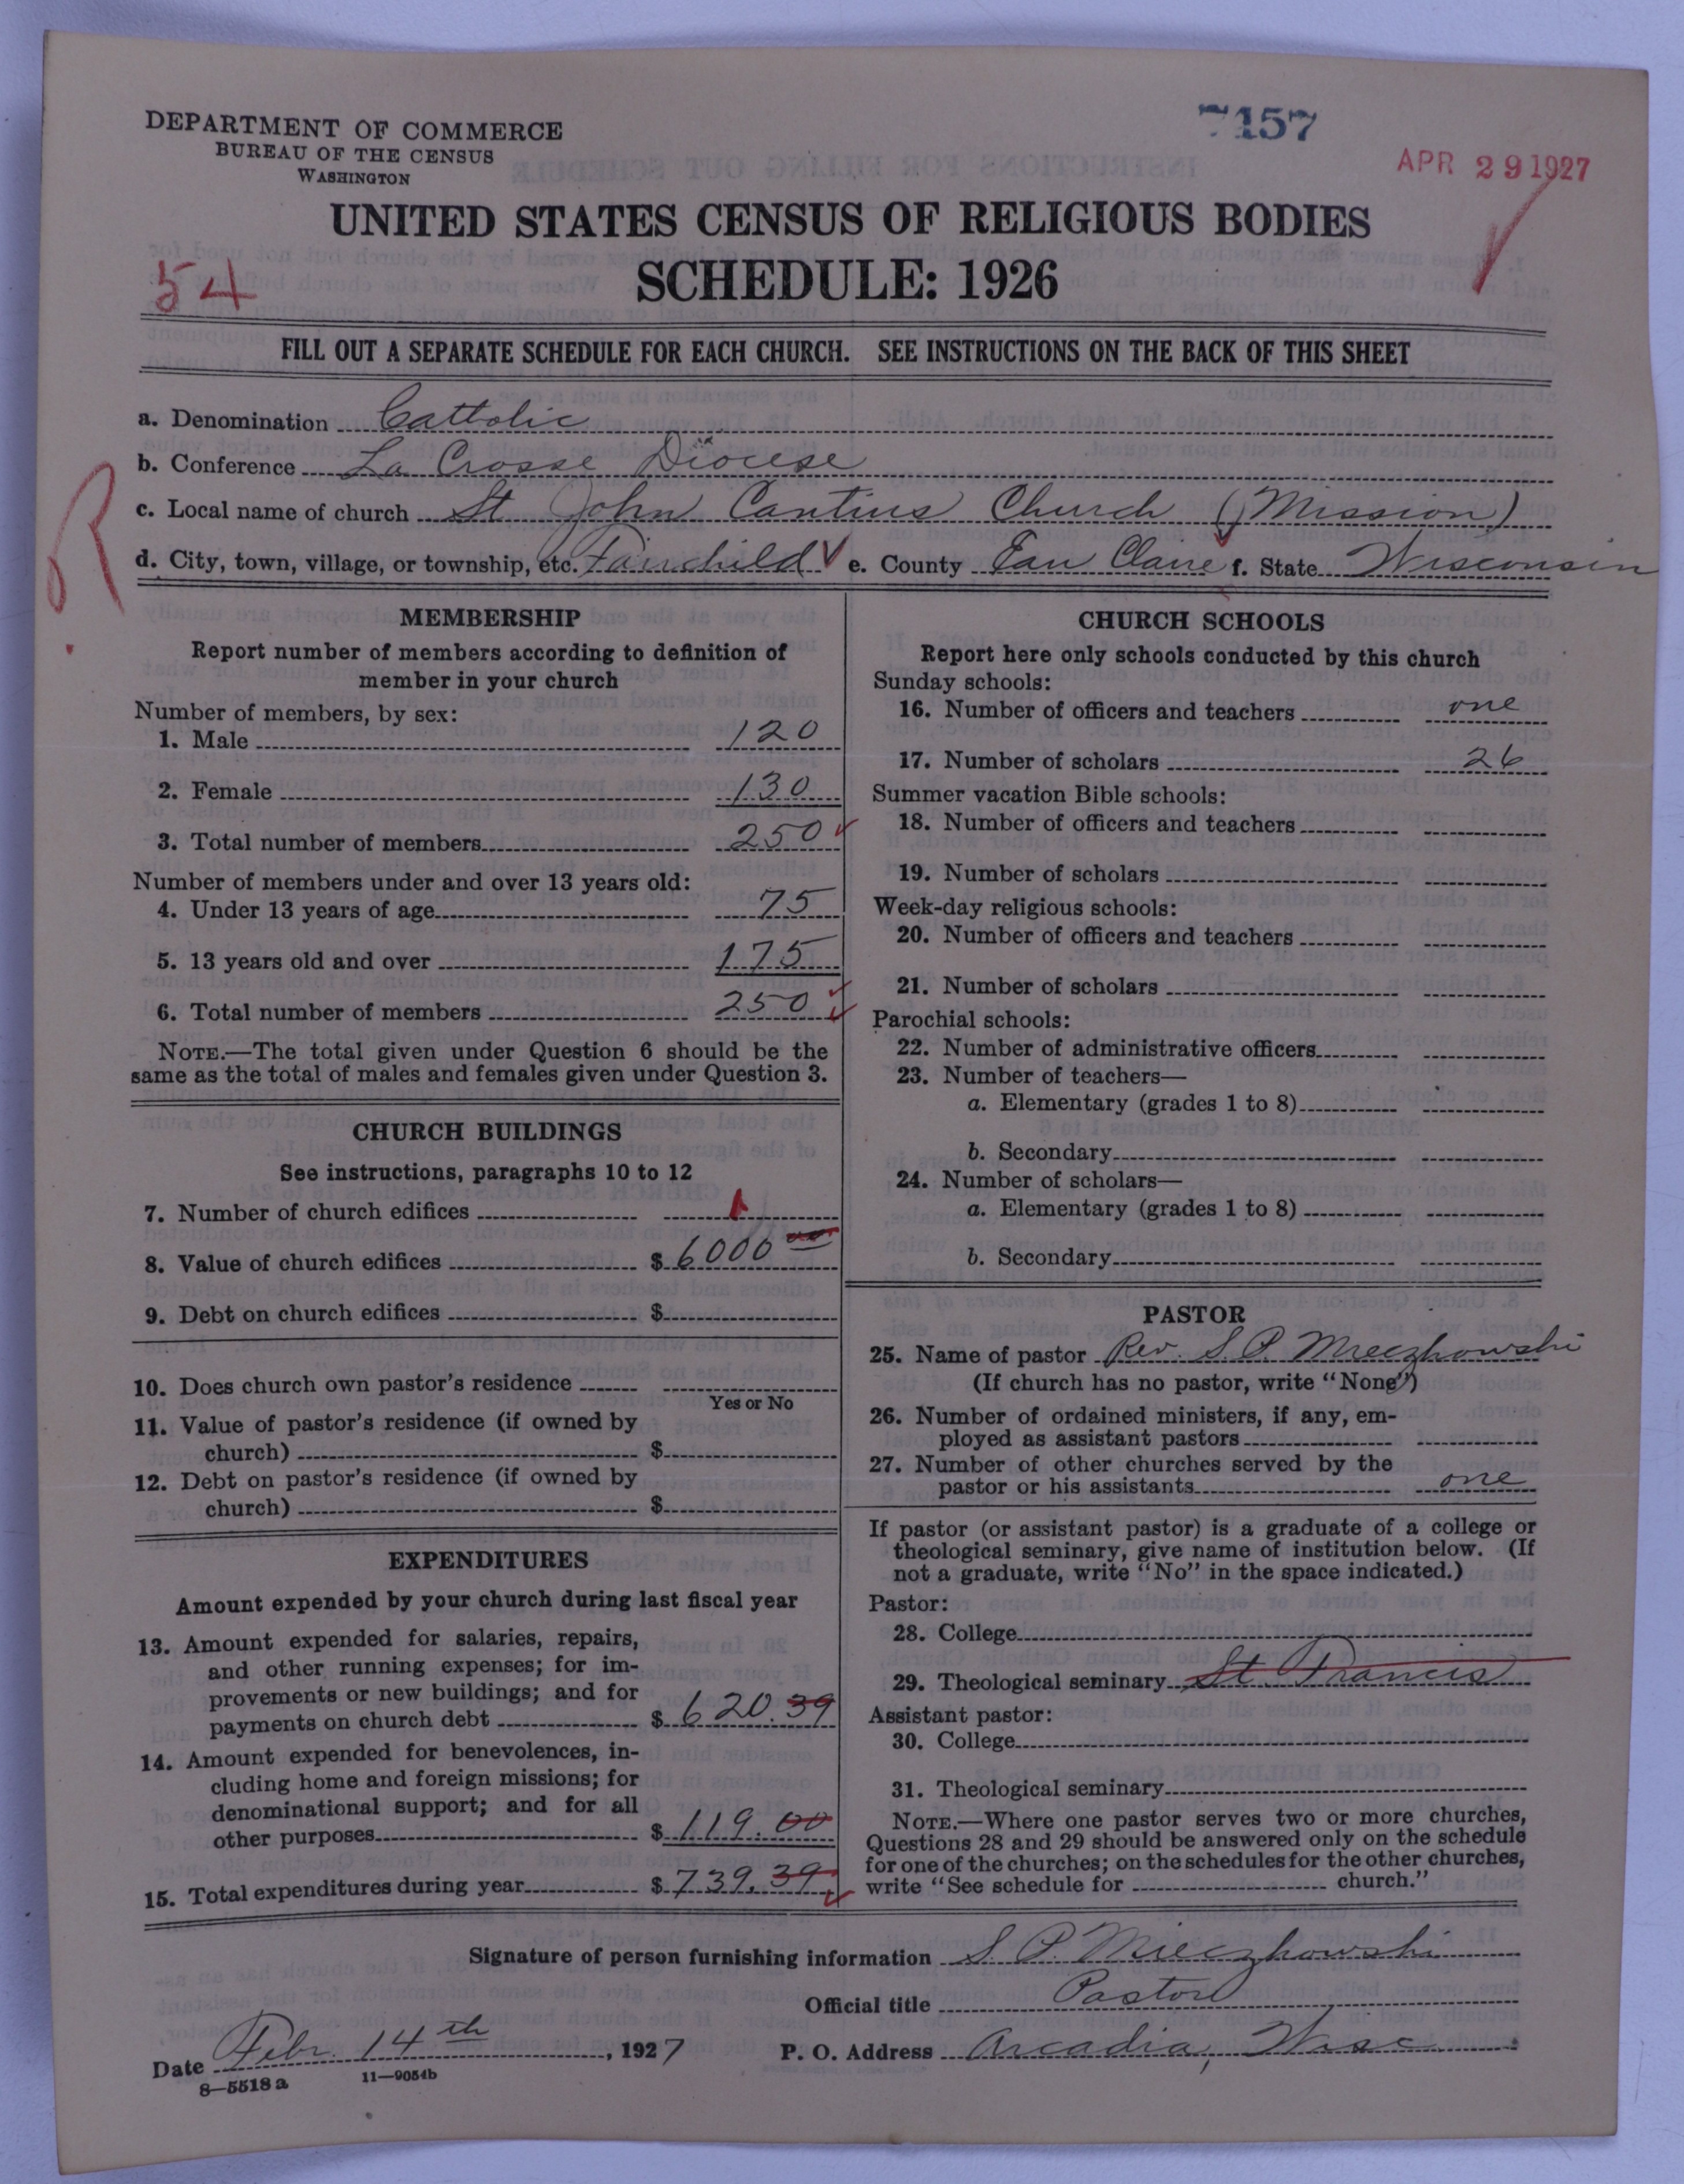 DEPARTMENT OF COMMERCE
BUREAU OF THE CENSUS
WASHINGTON
7157
APR 29 1927
UNITED STATES CENSUS OF RELIGIOUS BODIES
SCHEDULE: 1926
54
FILL OUT A SEPARATE SCHEDULE FOR EACH CHURCH. SEE INSTRUCTIONS ON THE BACK OF THIS SHEET
a. Denomination Cattolic
b. Conference La Crosse Diocese
c. Local name of church St John Cantius Church (Mission)
d. City, town, village, or township, etc. Fairchild e. County Eau Claire f. State Wisconsin
R
MEMBERSHIP
Report number of members according to definition of
member in your church
Number of members, by sex:
1. Male 120
2. Female 130
3. Total number of members 250
Number of members under and over 13 years old:
4. Under 13 years of age 75
5. 13 years old and over 175
6. Total number of members 250
NOTE.—The total given under Question 6 should be the
same as the total of males and females given under Question 3.
CHURCH BUILDINGS
See instructions, paragraphs 10 to 12
7. Number of church edifices 1
8. Value of church edifices $ 6000 00
9. Debt on church edifices $
10. Does church own pastor's residence
Yes or No
11. Value of pastor's residence (if owned by
church) $
12. Debt on pastor's residence (if owned by
church) $
EXPENDITURES
Amount expended by your church during last fiscal year
13. Amount expended for salaries, repairs,
and other running expenses; for im-
provements or new buildings; and for
payments on church debt $ 620.39
14. Amount expended for benevolences, in-
cluding home and foreign missions; for
denominational support; and for all
other purposes $ 119.00
15. Total expenditures during year $ 739.39
CHURCH SCHOOLS
Report here only schools conducted by this church
Sunday schools:
16. Number of officers and teachers one
17. Number of scholars 26
Summer vacation Bible schools:
18. Number of officers and teachers
19. Number of scholars
Week-day religious schools:
20. Number of officers and teachers
21. Number of scholars
Parochial schools:
22. Number of administrative officers
23. Number of teachers—
a. Elementary (grades 1 to 8)
b. Secondary
24. Number of scholars—
a. Elementary (grades 1 to 8)
b. Secondary
PASTOR
25. Name of pastor Rev. S. P. Mieczkowski
(If church has no pastor, write "None")
26. Number of ordained ministers, if any, em-
ployed as assistant pastors
27. Number of other churches served by the
pastor or his assistants one
If pastor (or assistant pastor) is a graduate of a college or
theological seminary, give name of institution below. (If
not a graduate, write "No" in the space indicated.)
Pastor:
28. College
29. Theological seminary St. Francis
Assistant pastor:
30. College
31. Theological seminary
NOTE.—Where one pastor serves two or more churches,
Questions 28 and 29 should be answered only on the schedule
for one of the churches; on the schedules for the other churches,
write "See schedule for church."
Signature of person furnishing information S. P. Mieczkowski
Official title Pastor
Date Febr. 14th, 1927 P. O. Address Arcadia, Wisc
8—5518 a 11—9054b